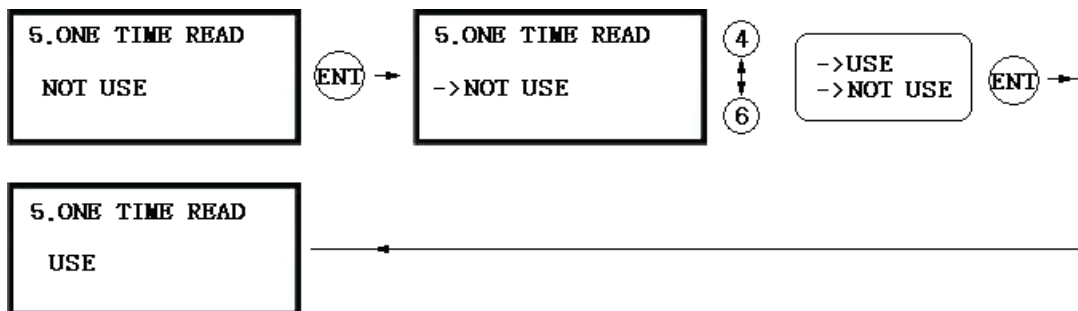 5.ONE TIME READ
NOT USE
ENT
5.ONE TIME READ
->NOT USE
4
6
->USE
->NOT USE
ENT
5.ONE TIME READ
USE